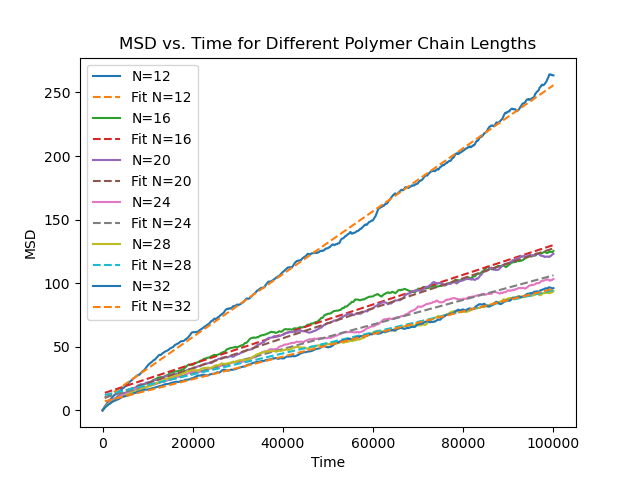 MSD vs. Time for Different Polymer Chain Lengths
N=12
Fit N=12
N=16
Fit N=16
N=20
Fit N=20
N=24
Fit N=24
N=28
Fit N=28
N=32
Fit N=32
250
200
150
100
50
0
MSD
0 20000 40000 60000 80000 100000
Time